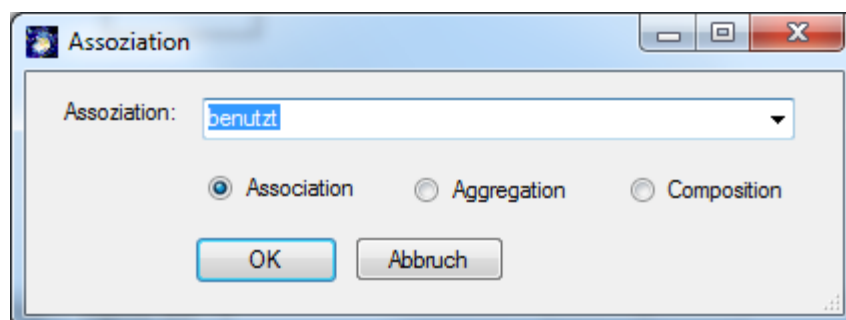 Assoziation
Assoziation: benutzt
Association Aggregation Composition
OK Abbruch